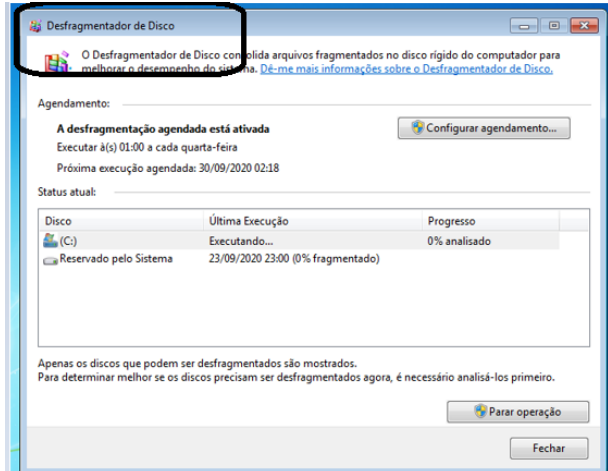 Desfragmentador de Disco
O Desfragmentador de Disco consolida arquivos fragmentados no disco rígido do computador para
melhorar o desempenho do sistema. Dê-me mais informações sobre o Desfragmentador de Disco.
Agendamento:
A desfragmentação agendada está ativada
Configurar agendamento...
Executar à(s) 01:00 a cada quarta-feira
Próxima execução agendada: 30/09/2020 02:18
Status atual:
Disco Última Execução Progresso
(C:) Executando... 0% analisado
Reservado pelo Sistema 23/09/2020 23:00 (0% fragmentado)
Apenas os discos que podem ser desfragmentados são mostrados.
Para determinar melhor se os discos precisam ser desfragmentados agora, é necessário analisá-los primeiro.
Parar operação
Fechar